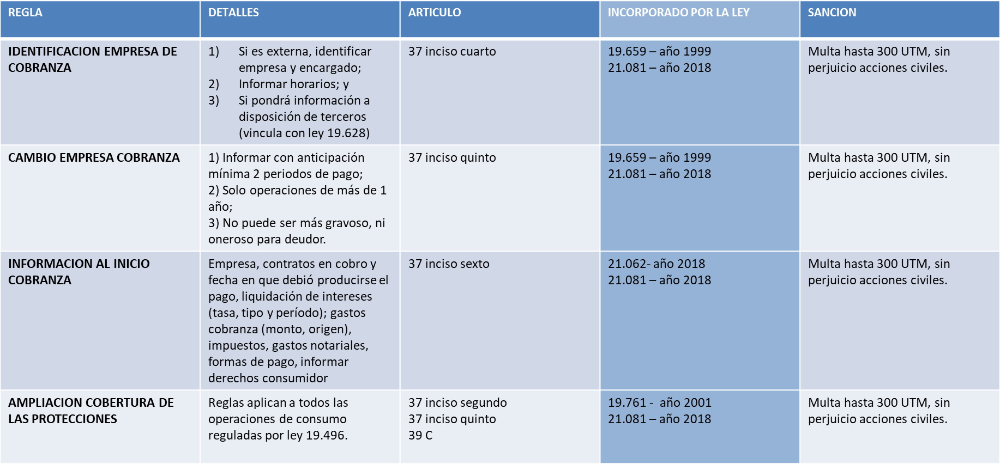 REGLA
DETALLES
ARTICULO
INCORPORADO POR LA LEY
SANCION
IDENTIFICACION EMPRESA DE
COBRANZA
1) Si es externa, identificar
empresa y encargado;
2) Informar horarios; y
3) Si pondrá información a
disposición de terceros
(vincula con ley 19.628)
37 inciso cuarto
19.659 – año 1999
21.081 – año 2018
Multa hasta 300 UTM, sin
perjuicio acciones civiles.
CAMBIO EMPRESA COBRANZA
1) Informar con anticipación
mínima 2 periodos de pago;
2) Solo operaciones de más de 1
año;
3) No puede ser más gravoso, ni
oneroso para deudor.
37 inciso quinto
19.659 – año 1999
21.081 – año 2018
Multa hasta 300 UTM, sin
perjuicio acciones civiles.
INFORMACION AL INICIO
COBRANZA
Empresa, contratos en cobro y
fecha en que debió producirse el
pago, liquidación de intereses
(tasa, tipo y período); gastos
cobranza (monto, origen),
impuestos, gastos notariales,
formas de pago, informar
derechos consumidor
37 inciso sexto
21.062- año 2018
21.081 – año 2018
Multa hasta 300 UTM, sin
perjuicio acciones civiles.
AMPLIACION COBERTURA DE
LAS PROTECCIONES
Reglas aplican a todos las
operaciones de consumo
reguladas por ley 19.496.
37 inciso segundo
37 inciso quinto
39 C
19.761 - año 2001
21.081 – año 2018
Multa hasta 300 UTM, sin
perjuicio acciones civiles.